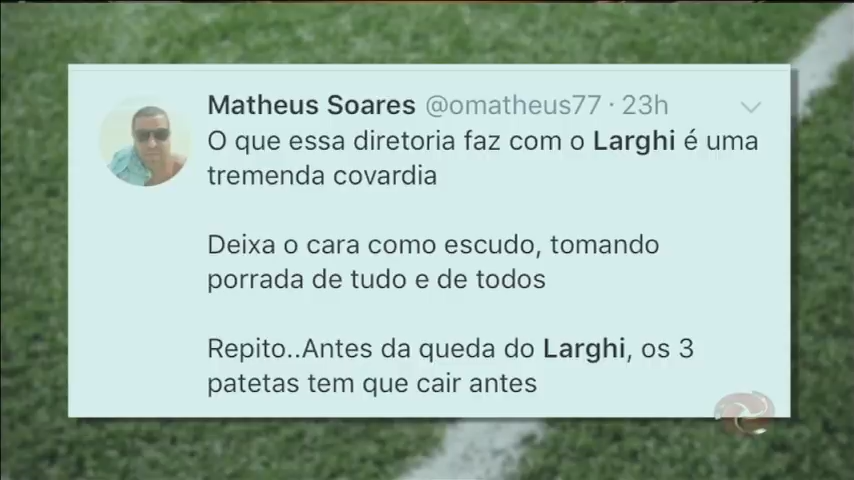 Matheus Soares @omatheus77 · 23h
O que essa diretoria faz com o Larghi é uma
tremenda covardia
Deixa o cara como escudo, tomando
porrada de tudo e de todos
Repito..Antes da queda do Larghi, os 3
patetas tem que cair antes